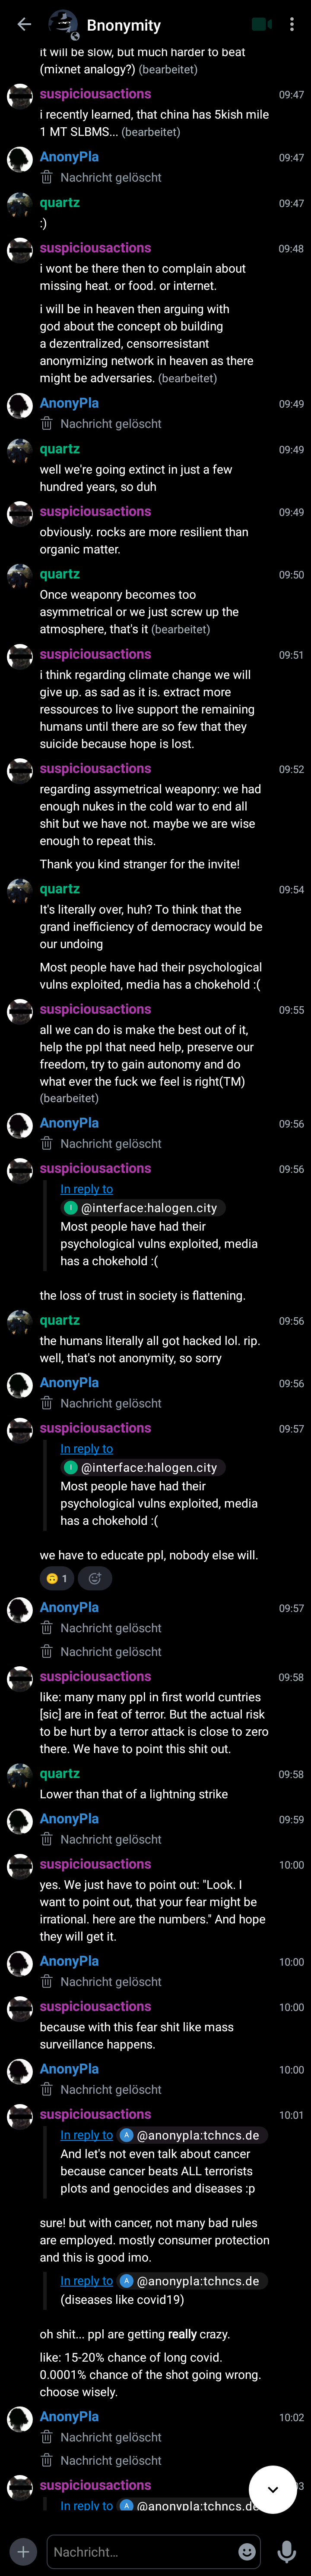 Bnonymity
it will be slow, but much harder to beat
(mixnet analogy?) (bearbeitet)
suspiciousactions 09:47
i recently learned, that china has 5kish mile
1 MT SLBMS... (bearbeitet)
AnonyPla 09:47
Nachricht gelöscht
quartz 09:47
:)
suspiciousactions 09:48
i wont be there then to complain about
missing heat. or food. or internet.
i will be in heaven then arguing with
god about the concept ob building
a dezentralized, censorresistant
anonymizing network in heaven as there
might be adversaries. (bearbeitet)
AnonyPla 09:49
Nachricht gelöscht
quartz 09:49
well we're going extinct in just a few
hundred years, so duh
suspiciousactions 09:49
obviously. rocks are more resilient than
organic matter.
quartz 09:50
Once weaponry becomes too
asymmetrical or we just screw up the
atmosphere, that's it (bearbeitet)
suspiciousactions 09:51
i think regarding climate change we will
give up. as sad as it is. extract more
ressources to live support the remaining
humans until there are so few that they
suicide because hope is lost.
suspiciousactions 09:52
regarding assymetrical weaponry: we had
enough nukes in the cold war to end all
shit but we have not. maybe we are wise
enough to repeat this.
Thank you kind stranger for the invite!
quartz 09:54
It's literally over, huh? To think that the
grand inefficiency of democracy would be
our undoing
Most people have had their psychological
vulns exploited, media has a chokehold :(
suspiciousactions 09:55
all we can do is make the best out of it,
help the ppl that need help, preserve our
freedom, try to gain autonomy and do
what ever the fuck we feel is right(TM)
(bearbeitet)
AnonyPla 09:56
Nachricht gelöscht
suspiciousactions 09:56
In reply to
I @interface:halogen.city
Most people have had their
psychological vulns exploited, media
has a chokehold :(
the loss of trust in society is flattening.
quartz 09:56
the humans literally all got hacked lol. rip.
well, that's not anonymity, so sorry
AnonyPla 09:56
Nachricht gelöscht
suspiciousactions 09:57
In reply to
I @interface:halogen.city
Most people have had their
psychological vulns exploited, media
has a chokehold :(
we have to educate ppl, nobody else will.
🙃 1
AnonyPla 09:57
Nachricht gelöscht
Nachricht gelöscht
suspiciousactions 09:58
like: many many ppl in first world cuntries
[sic] are in feat of terror. But the actual risk
to be hurt by a terror attack is close to zero
there. We have to point this shit out.
quartz 09:58
Lower than that of a lightning strike
AnonyPla 09:59
Nachricht gelöscht
suspiciousactions 10:00
yes. We just have to point out: "Look. I
want to point out, that your fear might be
irrational. here are the numbers." And hope
they will get it.
AnonyPla 10:00
Nachricht gelöscht
suspiciousactions 10:00
because with this fear shit like mass
surveillance happens.
AnonyPla 10:00
Nachricht gelöscht
suspiciousactions 10:01
In reply to A @anonypla:tchncs.de
And let's not even talk about cancer
because cancer beats ALL terrorists
plots and genocides and diseases :p
sure! but with cancer, not many bad rules
are employed. mostly consumer protection
and this is good imo.
In reply to A @anonypla:tchncs.de
(diseases like covid19)
oh shit... ppl are getting really crazy.
like: 15-20% chance of long covid.
0.0001% chance of the shot going wrong.
choose wisely.
AnonyPla 10:02
Nachricht gelöscht
Nachricht gelöscht
suspiciousactions
In reply to A @anonypla:tchncs.de
Nachricht...